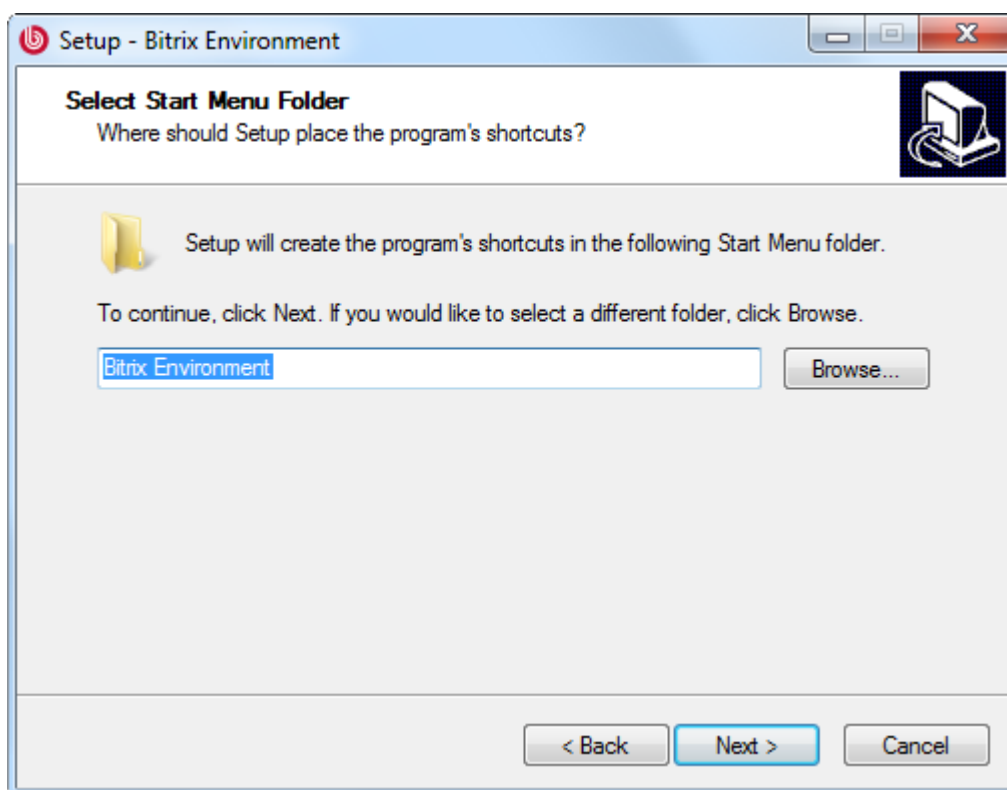 Setup - Bitrix Environment
Select Start Menu Folder
Where should Setup place the program's shortcuts?
Setup will create the program's shortcuts in the following Start Menu folder.
To continue, click Next. If you would like to select a different folder, click Browse.
Bitrix Environment
Browse...
< Back
Next >
Cancel